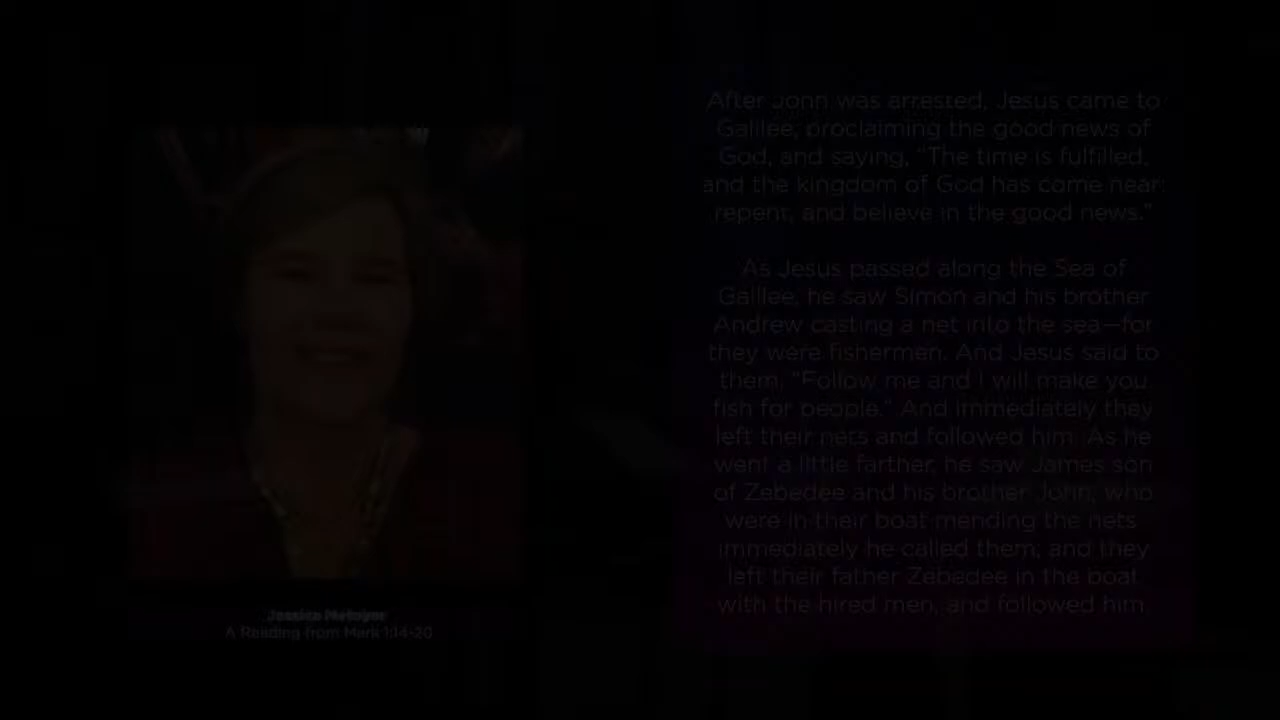 After John was arrested, Jesus came to
Galilee, proclaiming the good news of
God, and saying, “The time is fulfilled,
and the kingdom of God has come near;
repent, and believe in the good news.”
As Jesus passed along the Sea of
Galilee, he saw Simon and his brother
Andrew casting a net into the sea—for
they were fishermen. And Jesus said to
them, “Follow me and I will make you
fish for people.” And immediately they
left their nets and followed him. As he
went a little farther, he saw James son
of Zebedee and his brother John, who
were in their boat mending the nets.
Immediately he called them; and they
left their father Zebedee in the boat
with the hired men, and followed him.
Jessica
A Reading from Mark 1:14-20